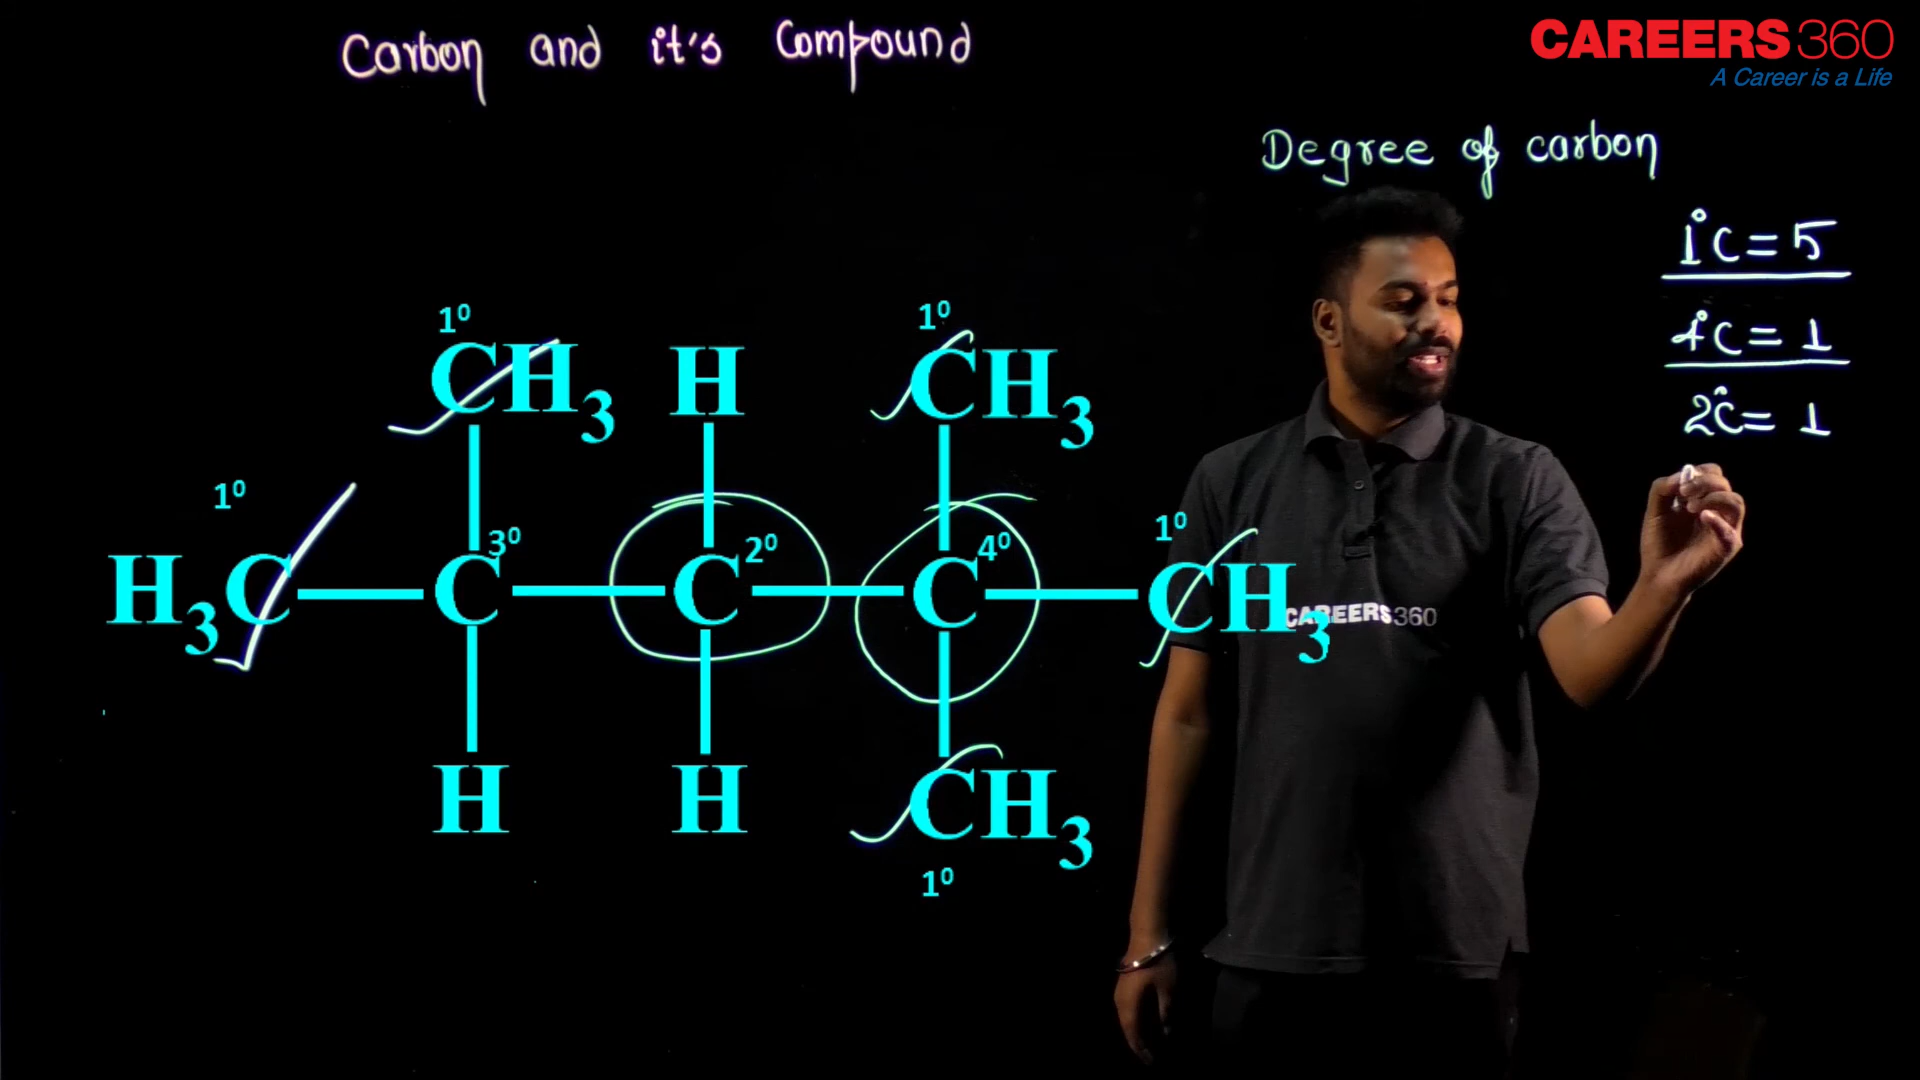 Carbon and it's Compound
CAREERS360
A Career is a Life
Degree of carbon
1° C = 5
4° C = 1
2° C = 1
1° 1°
CH3 H CH3
1° 3° 2° 4° 1°
H3C — C — C — C — CH3
H H CH3
1°
CAREERS360